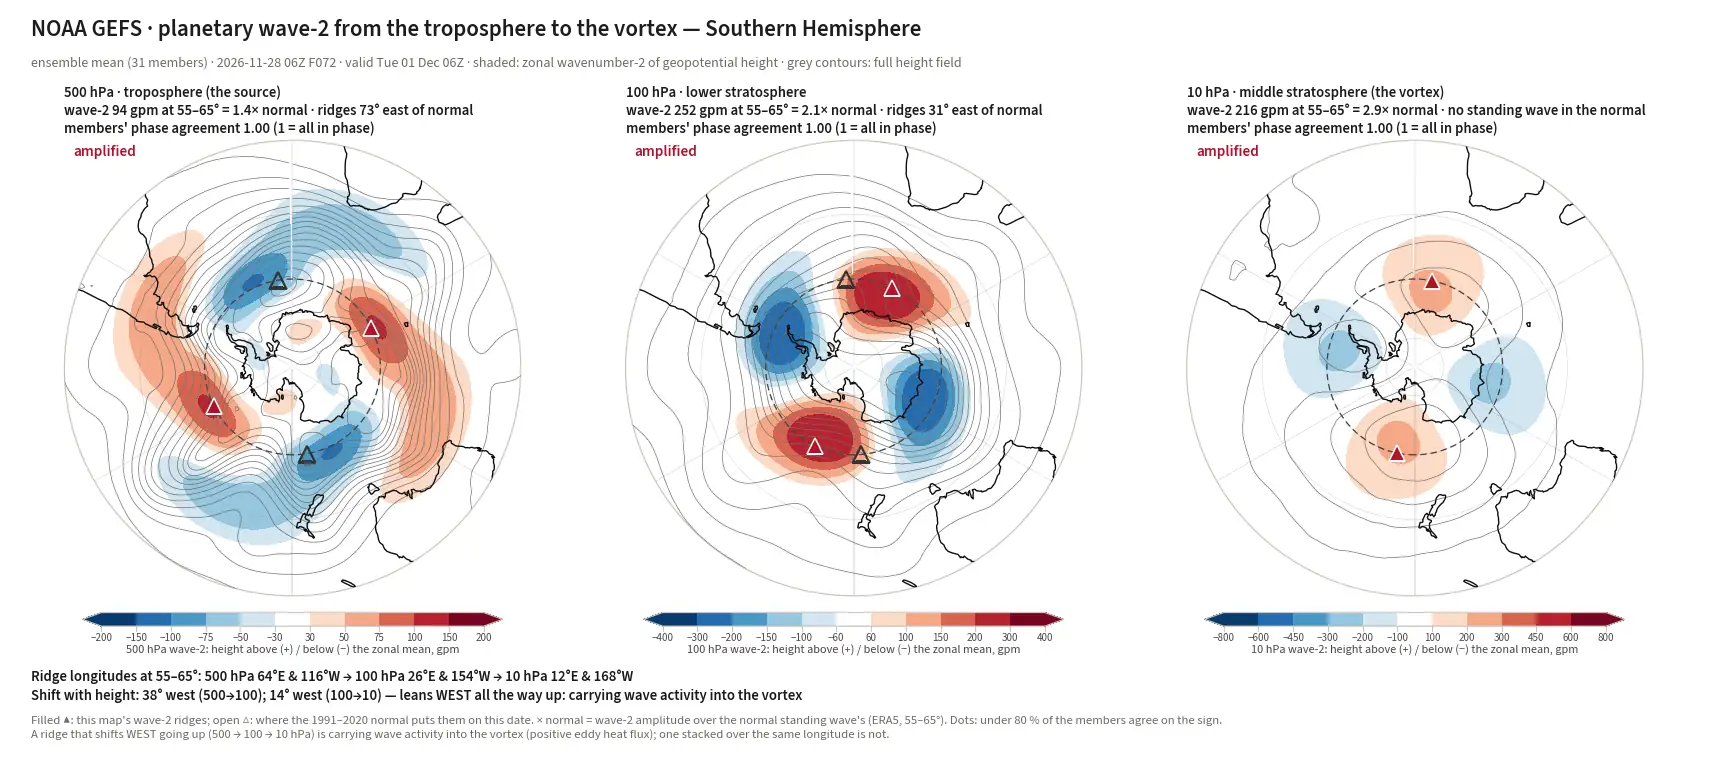 NOAA GEFS · planetary wave-2 from the troposphere to the vortex — Southern Hemisphere
ensemble mean (31 members) · 2026-11-28 06Z F072 · valid Tue 01 Dec 06Z · shaded: zonal wavenumber-2 of geopotential height · grey contours: full height field
500 hPa · troposphere (the source)
wave-2 94 gpm at 55–65° = 1.4× normal · ridges 73° east of normal
members' phase agreement 1.00 (1 = all in phase)
amplified
100 hPa · lower stratosphere
wave-2 252 gpm at 55–65° = 2.1× normal · ridges 31° east of normal
members' phase agreement 1.00 (1 = all in phase)
amplified
10 hPa · middle stratosphere (the vortex)
wave-2 216 gpm at 55–65° = 2.9× normal · no standing wave in the normal
members' phase agreement 1.00 (1 = all in phase)
amplified
−200 −150 −100 −75 −50 −30 30 50 75 100 150 200
500 hPa wave-2: height above (+) / below (−) the zonal mean, gpm
−400 −300 −200 −150 −100 −60 60 100 150 200 300 400
100 hPa wave-2: height above (+) / below (−) the zonal mean, gpm
−800 −600 −450 −300 −200 −100 100 200 300 450 600 800
10 hPa wave-2: height above (+) / below (−) the zonal mean, gpm
Ridge longitudes at 55–65°: 500 hPa 64°E & 116°W → 100 hPa 26°E & 154°W → 10 hPa 12°E & 168°W
Shift with height: 38° west (500→100); 14° west (100→10) — leans WEST all the way up: carrying wave activity into the vortex
Filled ▲: this map's wave-2 ridges; open △: where the 1991–2020 normal puts them on this date. × normal = wave-2 amplitude over the normal standing wave's (ERA5, 55–65°). Dots: under 80 % of the members agree on the sign.
A ridge that shifts WEST going up (500 → 100 → 10 hPa) is carrying wave activity into the vortex (positive eddy heat flux); one stacked over the same longitude is not.